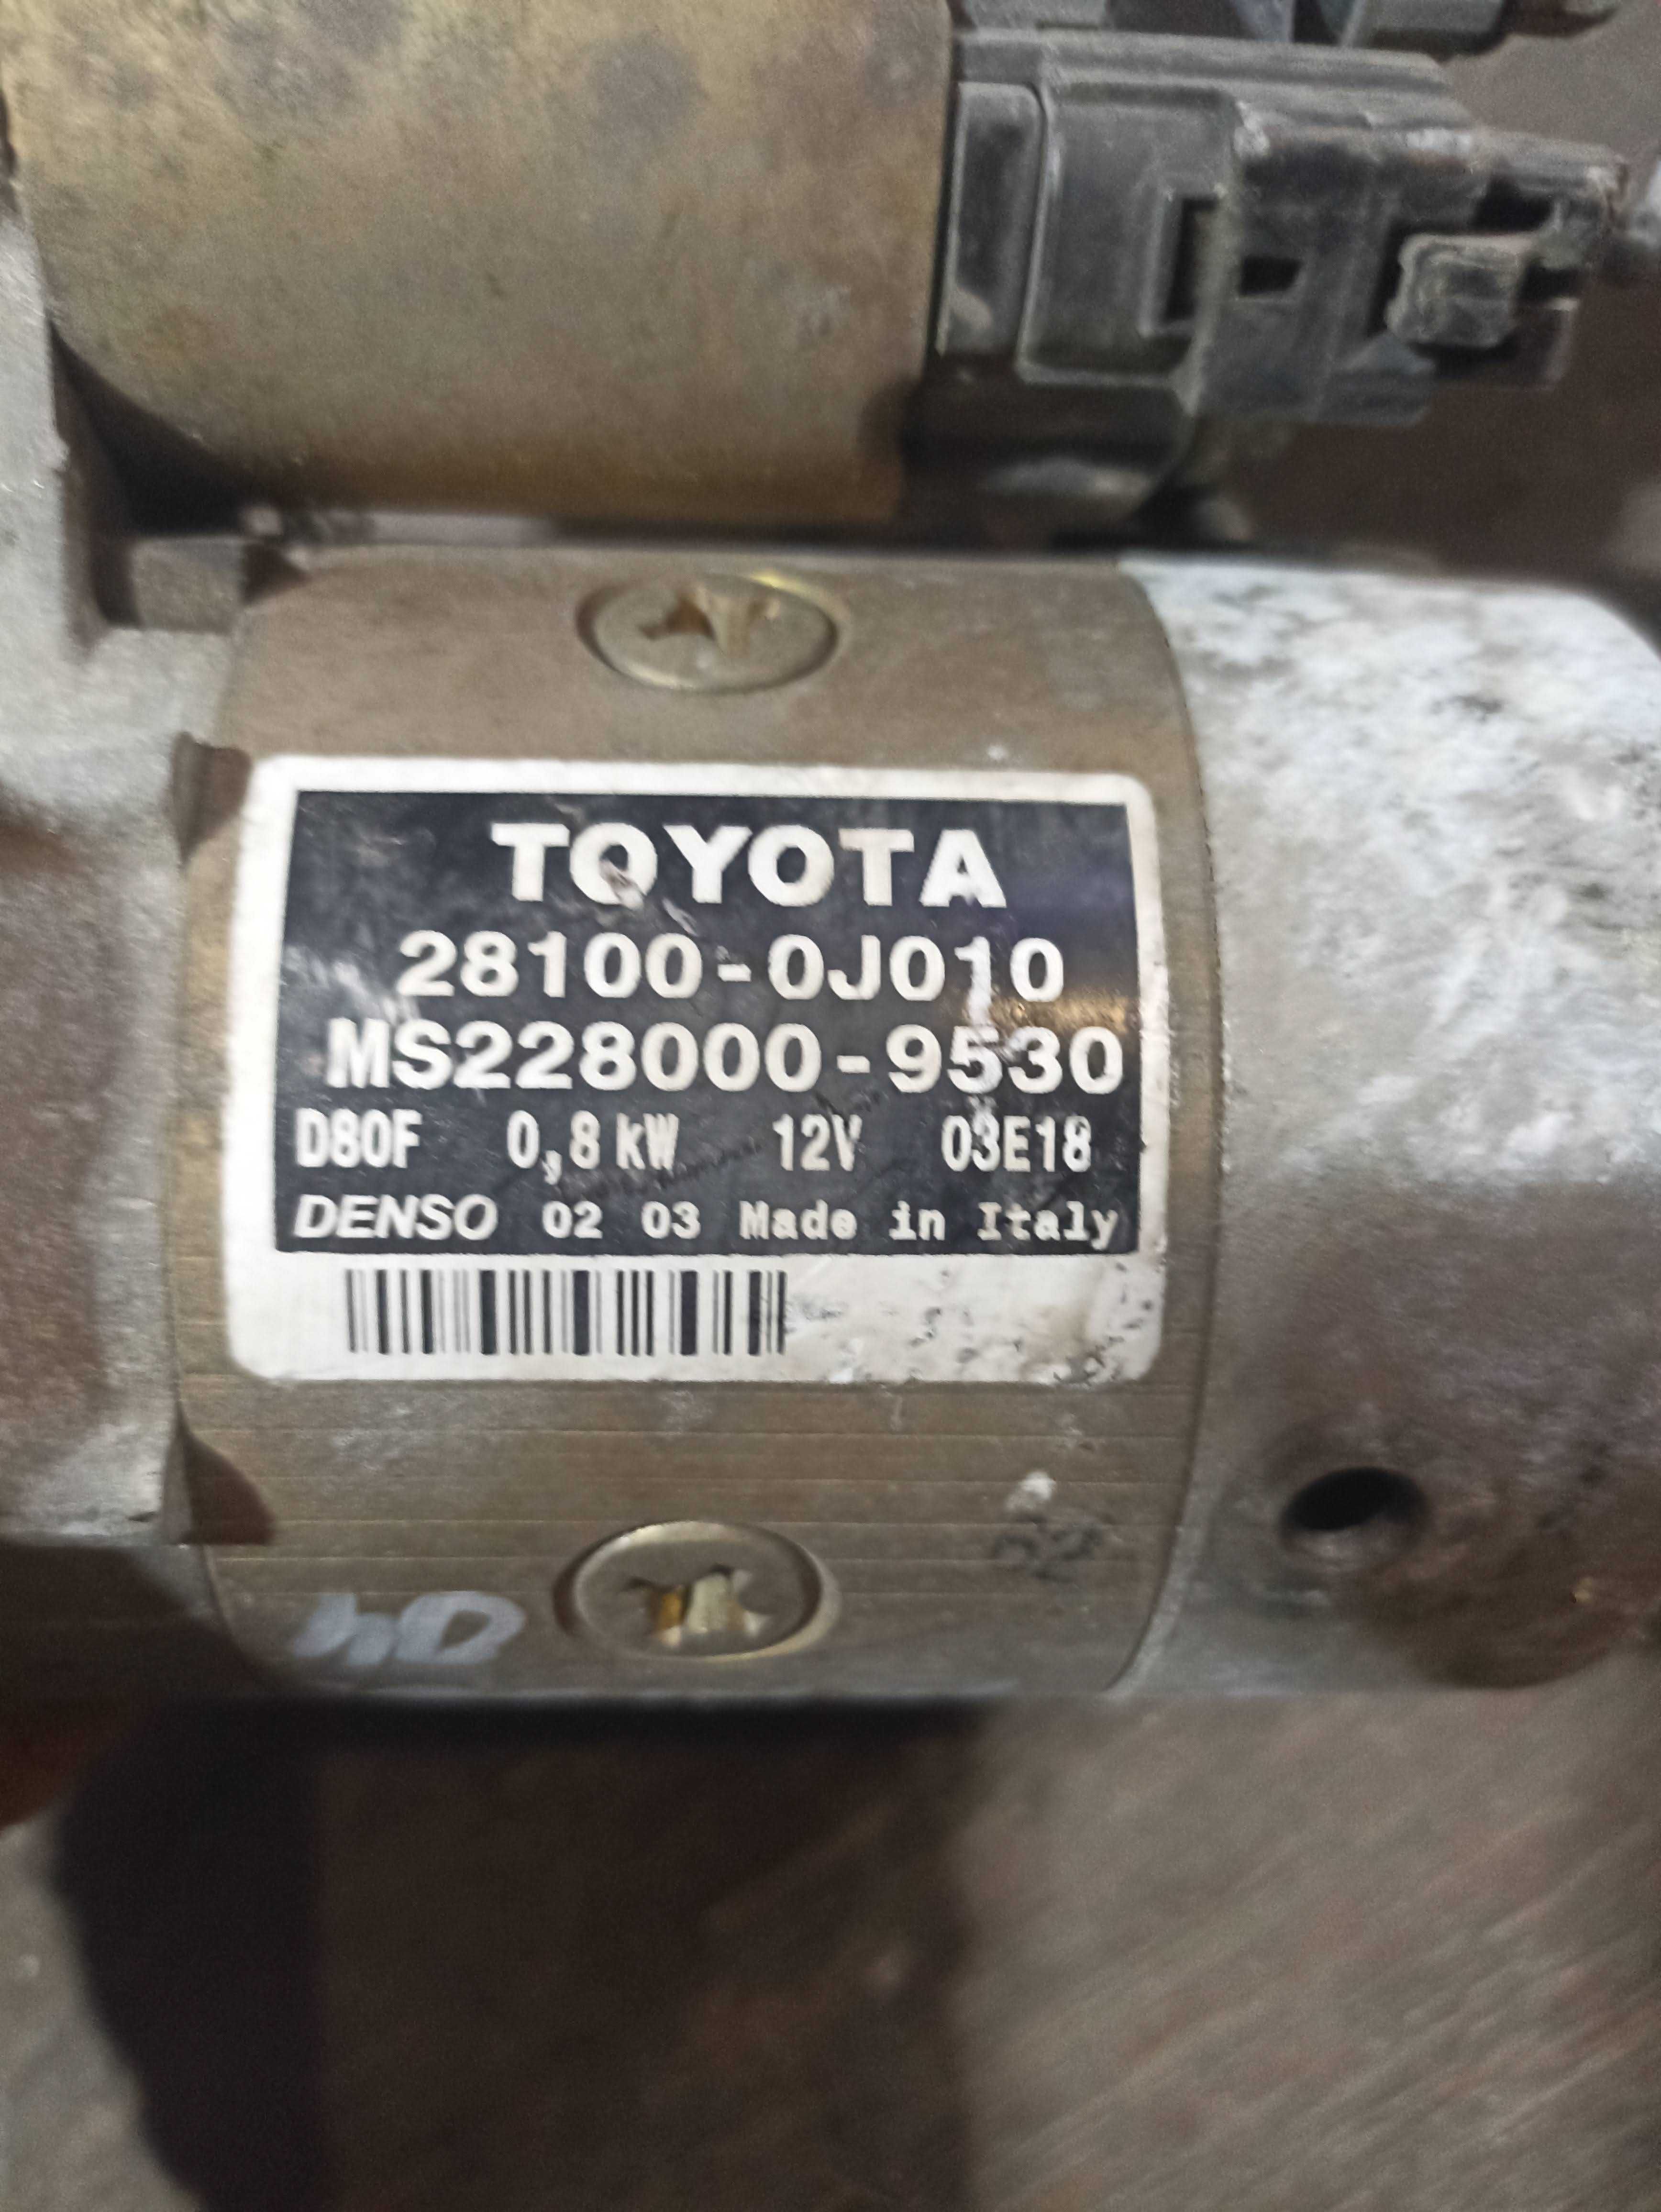 TOYOTA
28100-0J010
MS228000-9530
D80F 0,8 kW 12V 03E18
DENSO 02 03 Made in Italy